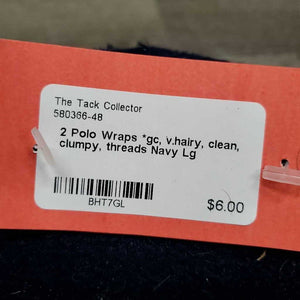 The Tack Collector
580366-48
2 Polo Wraps *gc, v.hairy, clean,
clumpy, threads Navy Lg
$6.00
BHT7GL